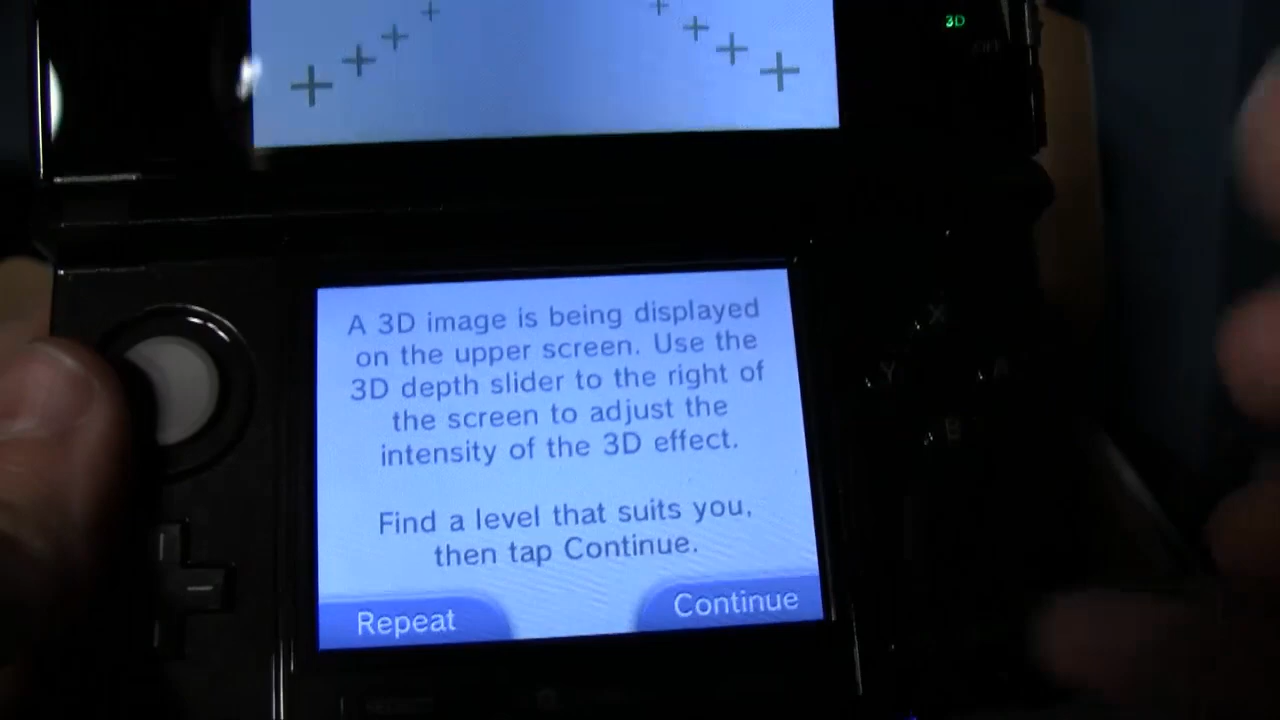 3D
OFF
A 3D image is being displayed
on the upper screen. Use the
3D depth slider to the right of
the screen to adjust the
intensity of the 3D effect.
Find a level that suits you,
then tap Continue.
Repeat
Continue
X
Y
A
B